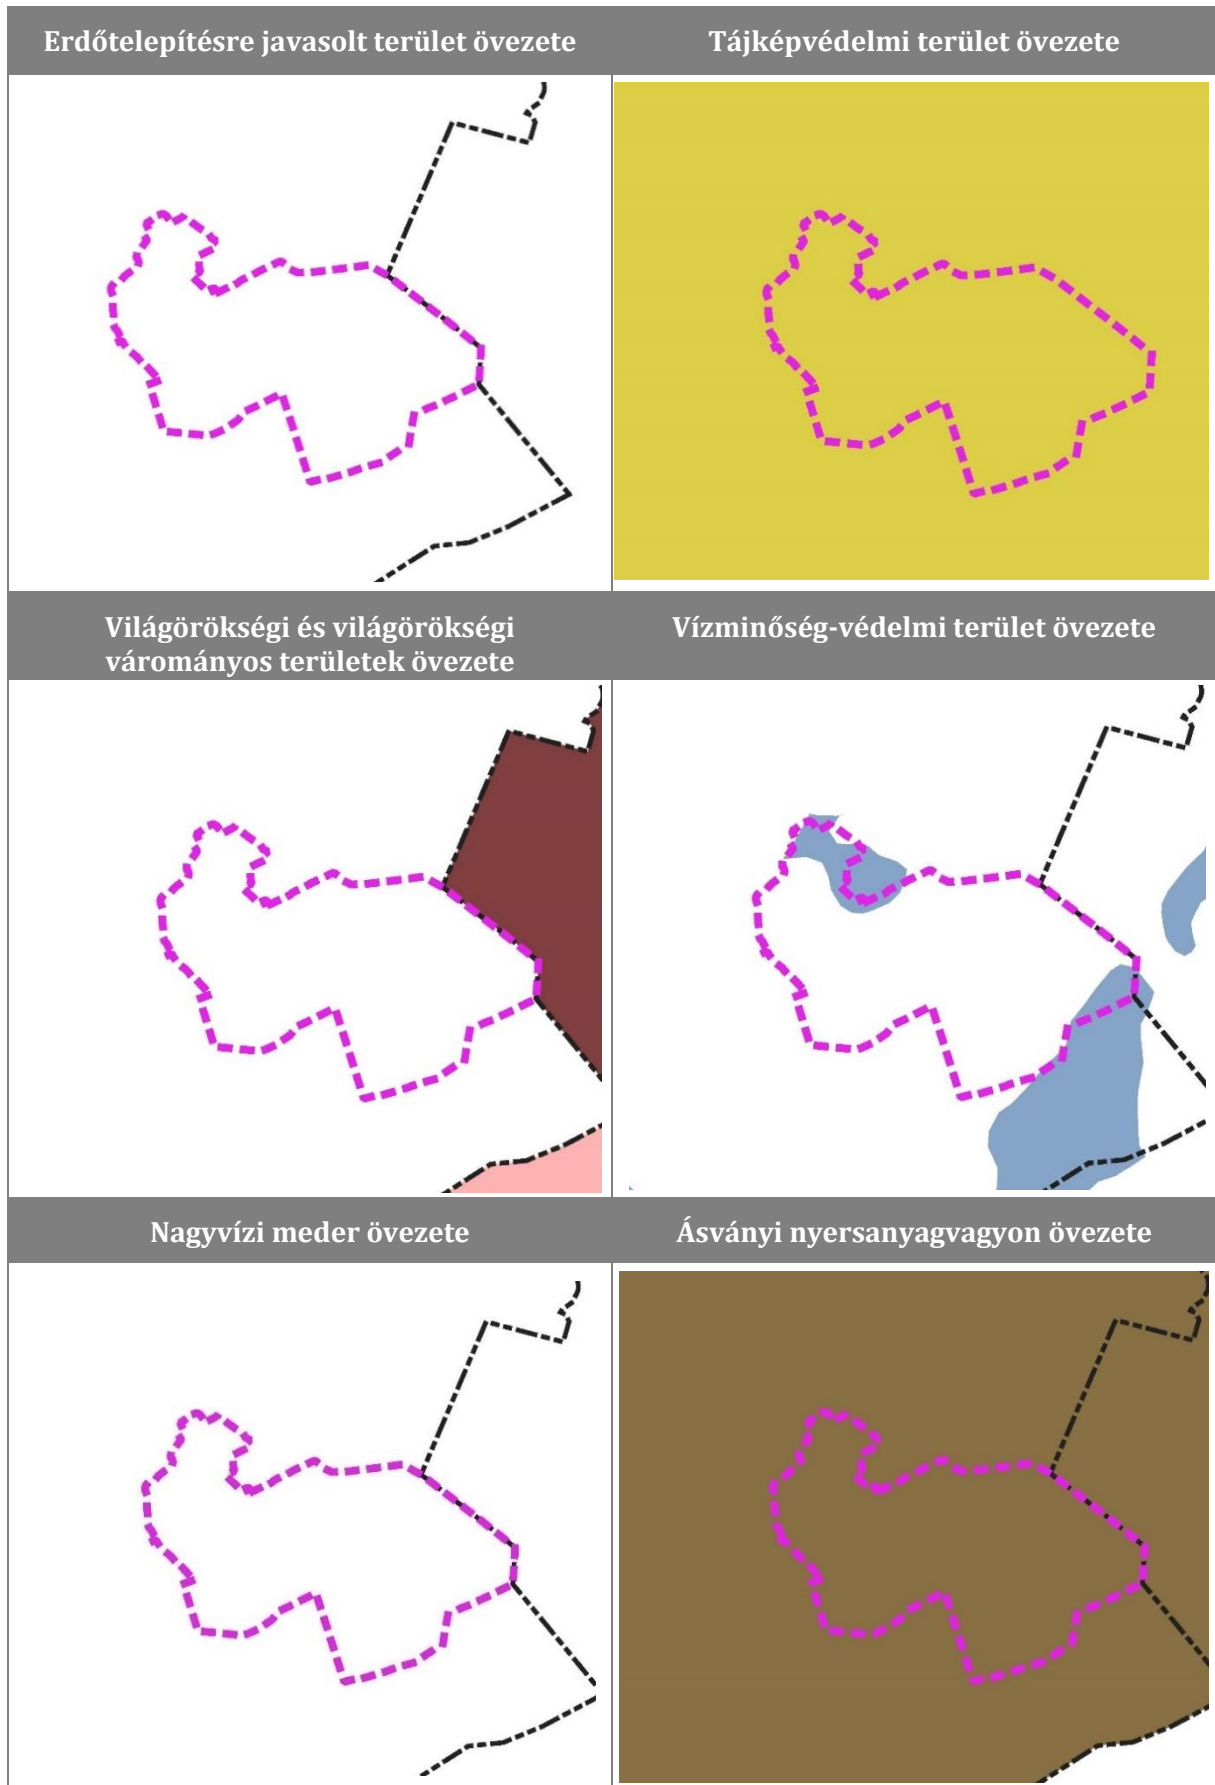 Erdőtelepítésre javasolt terület övezete
Tájképvédelmi terület övezete
Világörökségi és világörökségi
várományos területek övezete
Vízminőség-védelmi terület övezete
Nagyvízi meder övezete
Ásványi nyersanyagvagyon övezete